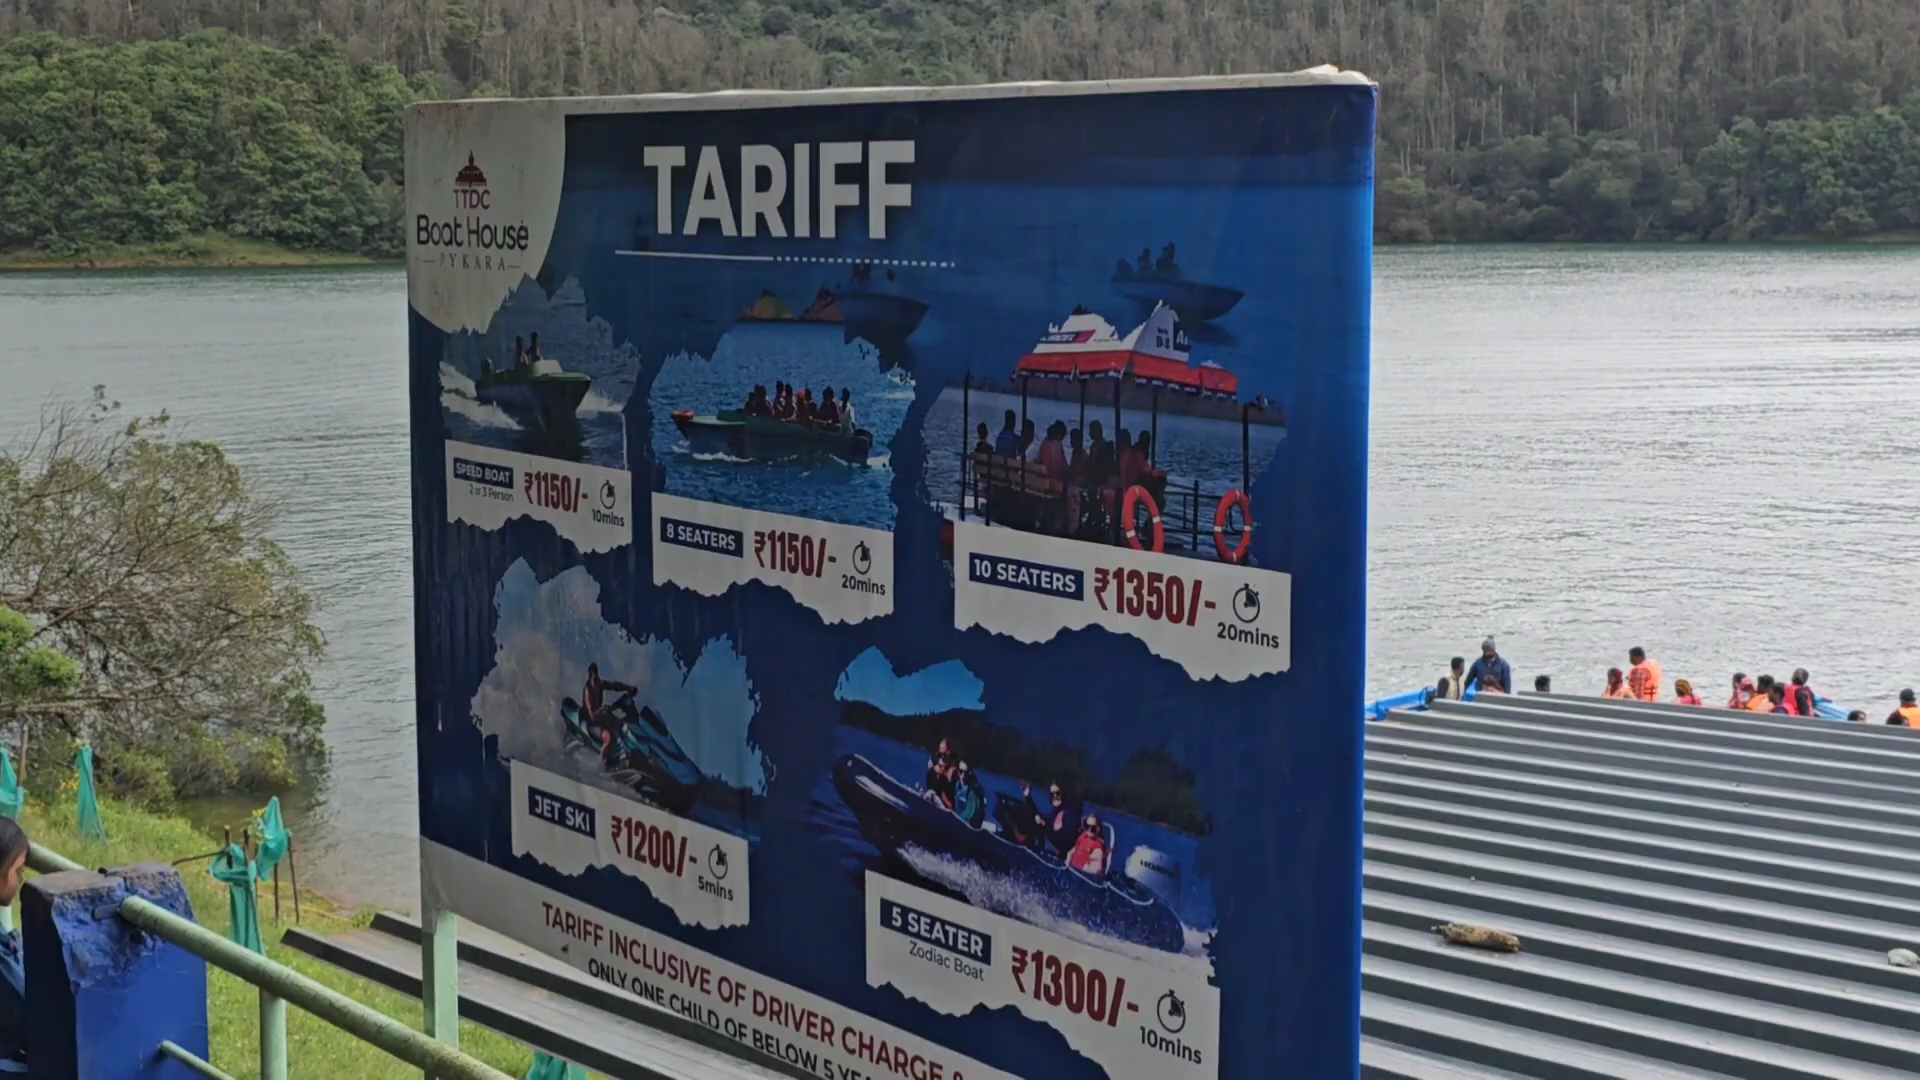 TTDC
Boat House
PYKARA
TARIFF
SPEED BOAT
2 or 3 Person
₹1150/-
10mins
8 SEATERS
₹1150/-
20mins
10 SEATERS
₹1350/-
20mins
JET SKI
₹1200/-
5mins
5 SEATER
Zodiac Boat
₹1300/-
10mins
TARIFF INCLUSIVE OF DRIVER CHARGE &
ONLY ONE CHILD OF BELOW 5